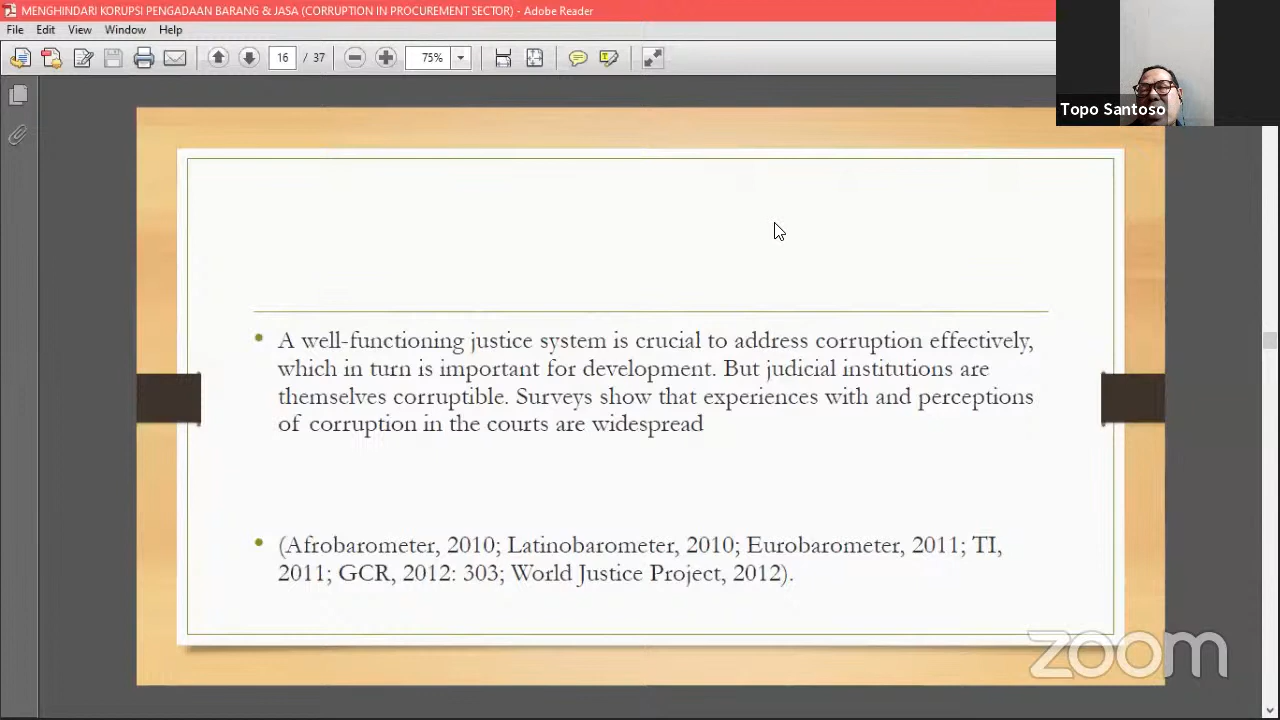 MENGHINDARI KORUPSI PENGADAAN BARANG & JASA (CORRUPTION IN PROCUREMENT SECTOR) - Adobe Reader
File Edit View Window Help
16 / 37 75%
Topo Santoso
• A well-functioning justice system is crucial to address corruption effectively,
which in turn is important for development. But judicial institutions are
themselves corruptible. Surveys show that experiences with and perceptions
of corruption in the courts are widespread
• (Afrobarometer, 2010; Latinobarometer, 2010; Eurobarometer, 2011; TI,
2011; GCR, 2012: 303; World Justice Project, 2012).
zoom